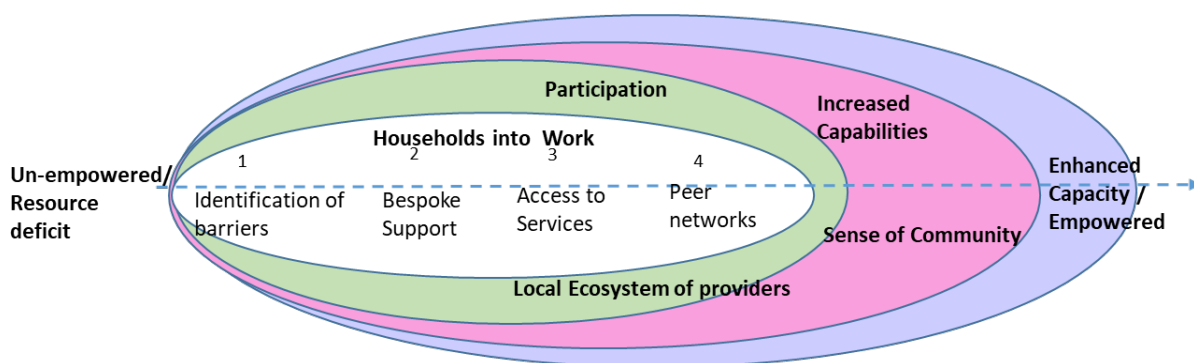 Participation
Increased
Capabilities
Households into Work
1
2
3
4
Un-empowered/
Resource
deficit
Identification of
barriers
Bespoke
Support
Access to
Services
Peer
networks
Enhanced
Capacity /
Empowered
Sense of Community
Local Ecosystem of providers